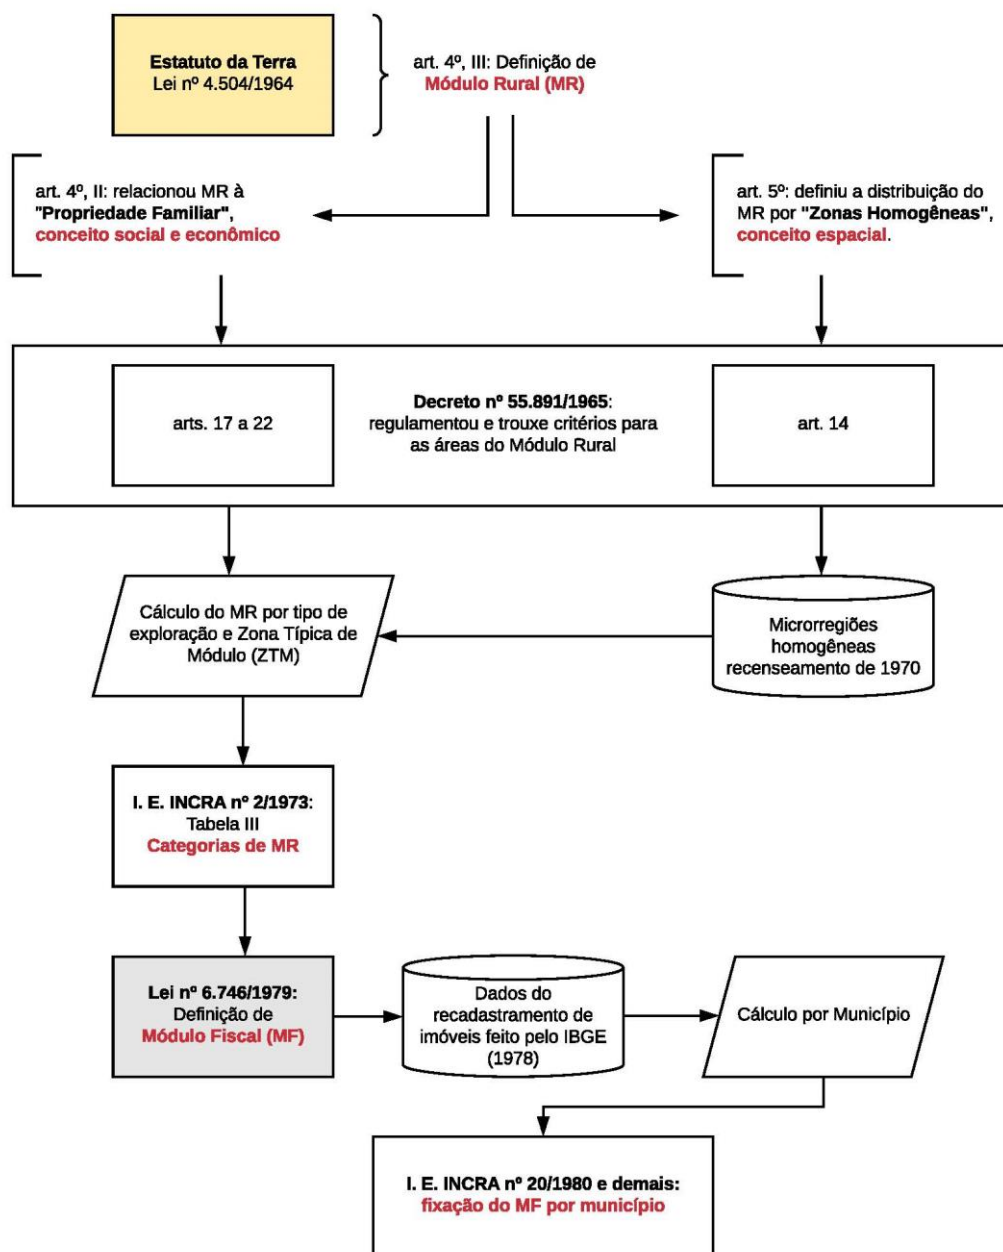 Estatuto da Terra
Lei nº 4.504/1964
art. 4º, III: Definição de
Módulo Rural (MR)
art. 4º, II: relacionou MR à
"Propriedade Familiar",
conceito social e econômico
art. 5º: definiu a distribuição do
MR por "Zonas Homogêneas",
conceito espacial.
arts. 17 a 22
Decreto nº 55.891/1965:
regulamentou e trouxe critérios para
as áreas do Módulo Rural
art. 14
Cálculo do MR por tipo de
exploração e Zona Típica de
Módulo (ZTM)
Microrregiões
homogêneas
recenseamento de 1970
I. E. INCRA nº 2/1973:
Tabela III
Categorias de MR
Lei nº 6.746/1979:
Definição de
Módulo Fiscal (MF)
Dados do
recadastramento de
imóveis feito pelo IBGE
(1978)
Cálculo por Município
I. E. INCRA nº 20/1980 e demais:
fixação do MF por município